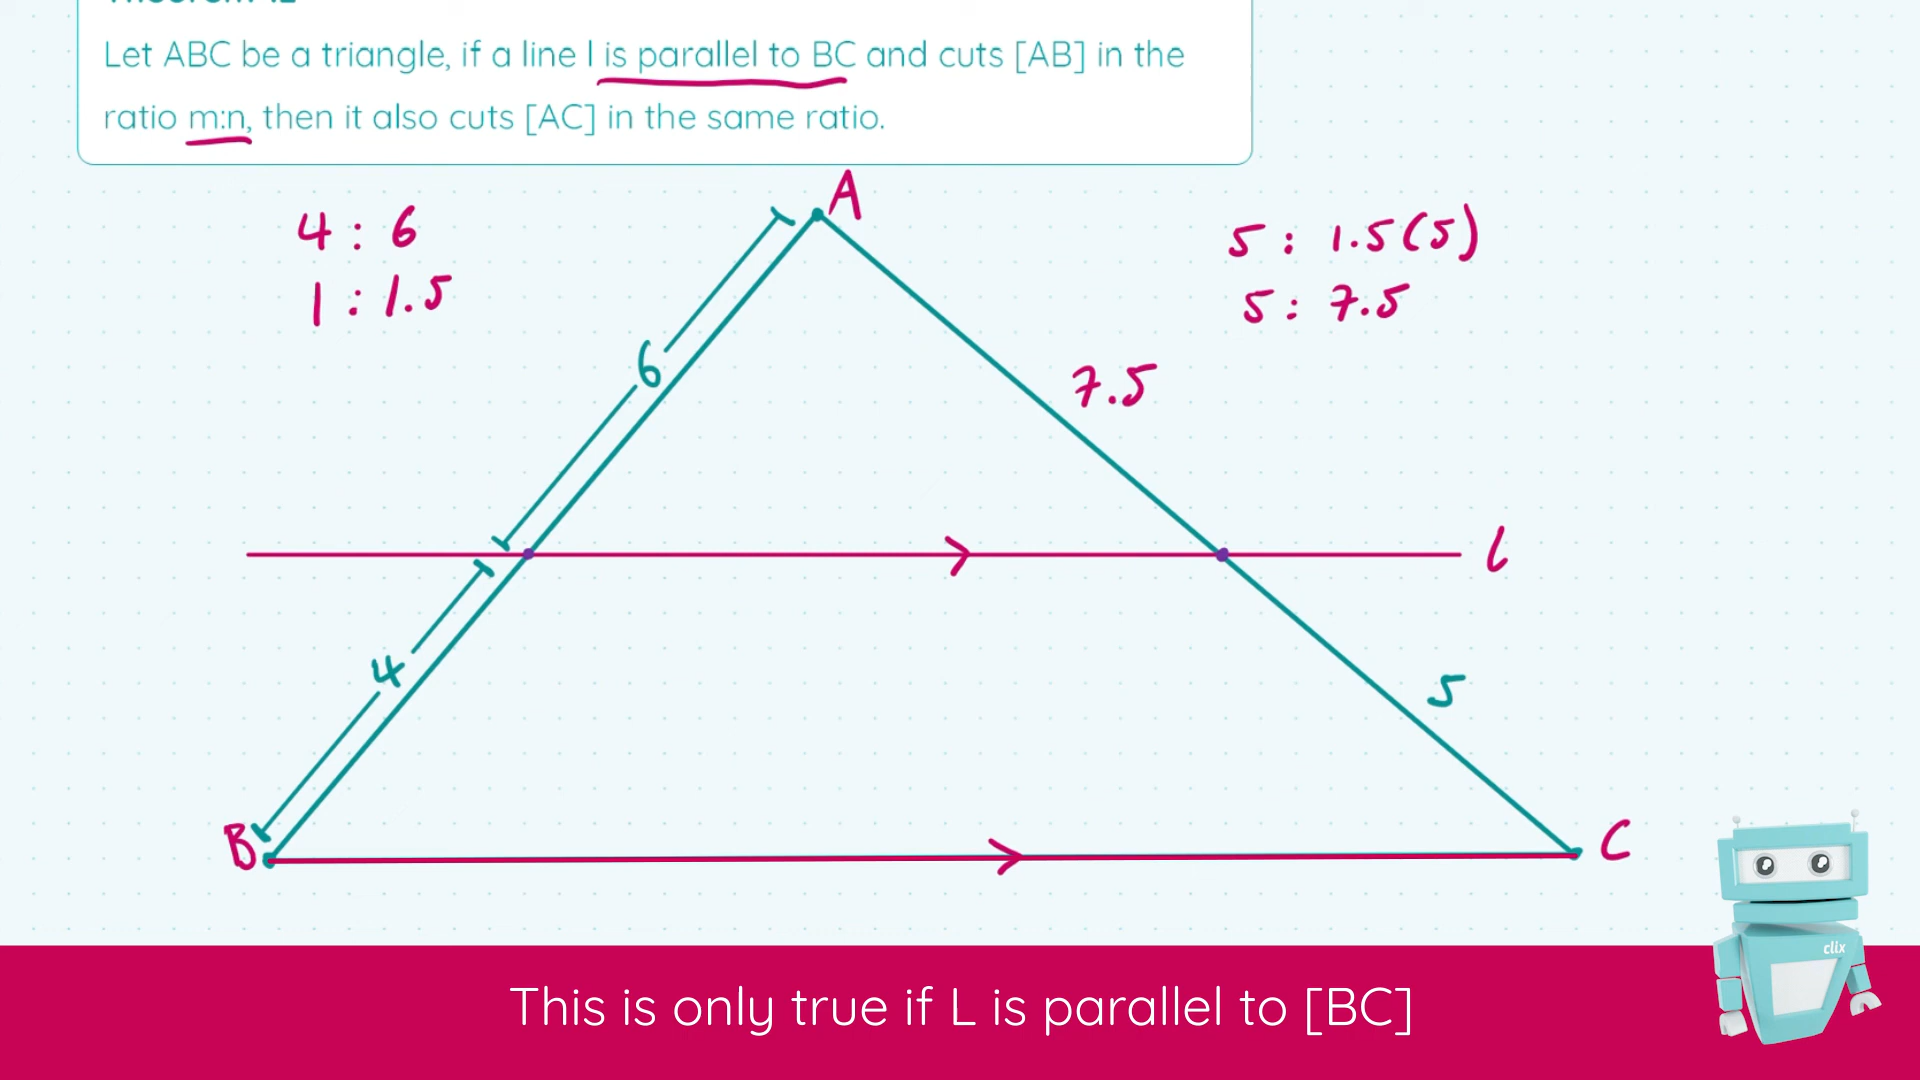 Theorem 12
Let ABC be a triangle, if a line l is parallel to BC and cuts [AB] in the
ratio m:n, then it also cuts [AC] in the same ratio.
A
4 : 6
5 : 1.5(5)
1 : 1.5
5 : 7.5
6
7.5
l
4
5
B
C
clix
This is only true if L is parallel to [BC]